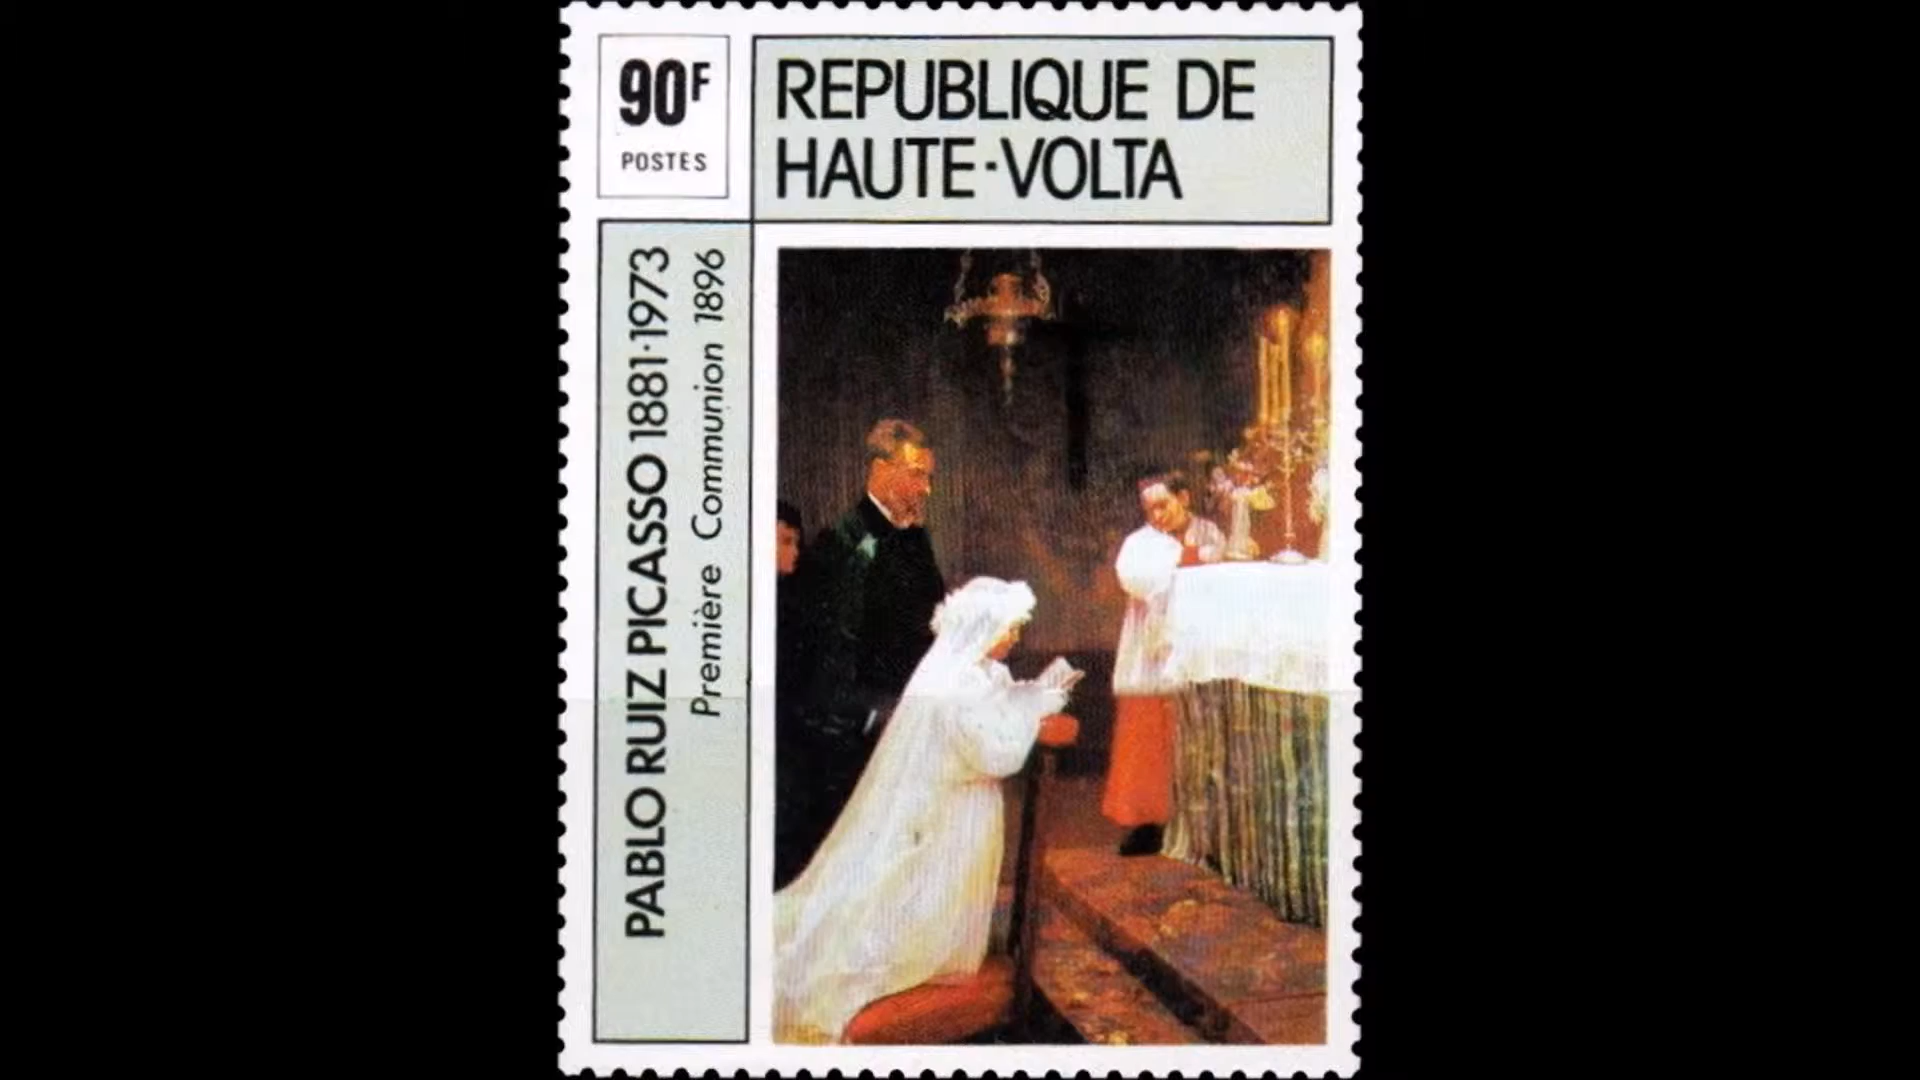 90F
POSTES
REPUBLIQUE DE
HAUTE-VOLTA
PABLO RUIZ PICASSO 1881·1973
Première Communion 1896